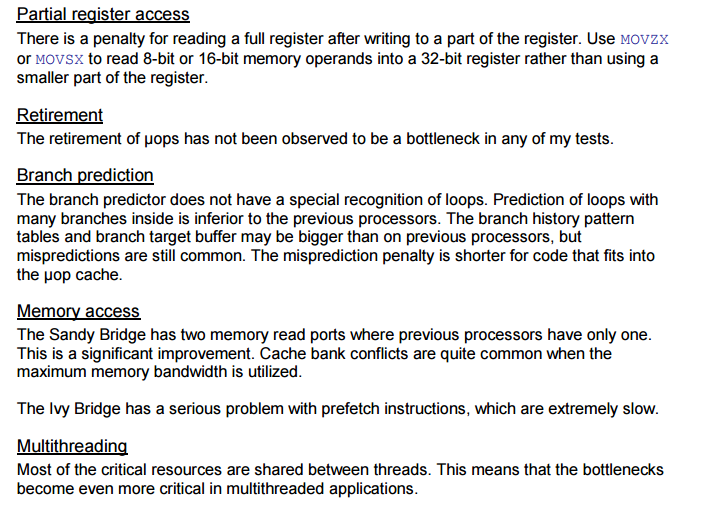 Partial register access
There is a penalty for reading a full register after writing to a part of the register. Use MOVZX
or MOVSX to read 8-bit or 16-bit memory operands into a 32-bit register rather than using a
smaller part of the register.
Retirement
The retirement of µops has not been observed to be a bottleneck in any of my tests.
Branch prediction
The branch predictor does not have a special recognition of loops. Prediction of loops with
many branches inside is inferior to the previous processors. The branch history pattern
tables and branch target buffer may be bigger than on previous processors, but
mispredictions are still common. The misprediction penalty is shorter for code that fits into
the µop cache.
Memory access
The Sandy Bridge has two memory read ports where previous processors have only one.
This is a significant improvement. Cache bank conflicts are quite common when the
maximum memory bandwidth is utilized.
The Ivy Bridge has a serious problem with prefetch instructions, which are extremely slow.
Multithreading
Most of the critical resources are shared between threads. This means that the bottlenecks
become even more critical in multithreaded applications.